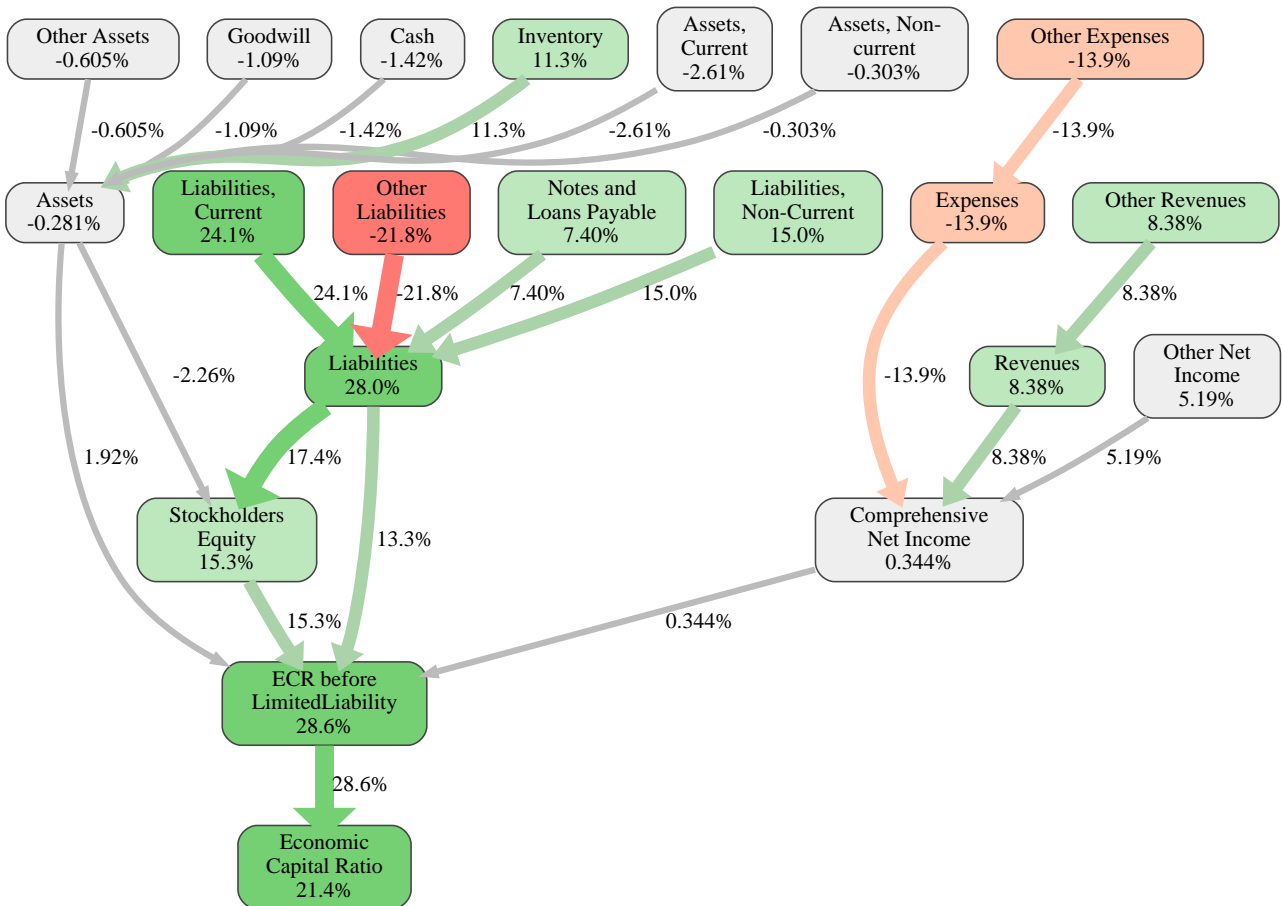 Other Assets
-0.605%
Goodwill
-1.09%
Cash
-1.42%
Inventory
11.3%
Assets,
Current
-2.61%
Assets, Non-
current
-0.303%
Other Expenses
-13.9%
-0.605%
-1.09%
-1.42%
11.3%
-2.61%
-0.303%
-13.9%
Assets
-0.281%
Liabilities,
Current
24.1%
Other
Liabilities
-21.8%
Notes and
Loans Payable
7.40%
Liabilities,
Non-Current
15.0%
Expenses
-13.9%
Other Revenues
8.38%
24.1%
-21.8%
7.40%
15.0%
8.38%
Liabilities
28.0%
Revenues
8.38%
Other Net
Income
5.19%
-2.26%
-13.9%
1.92%
17.4%
8.38%
5.19%
Stockholders
Equity
15.3%
13.3%
Comprehensive
Net Income
0.344%
15.3%
0.344%
ECR before
LimitedLiability
28.6%
28.6%
Economic
Capital Ratio
21.4%